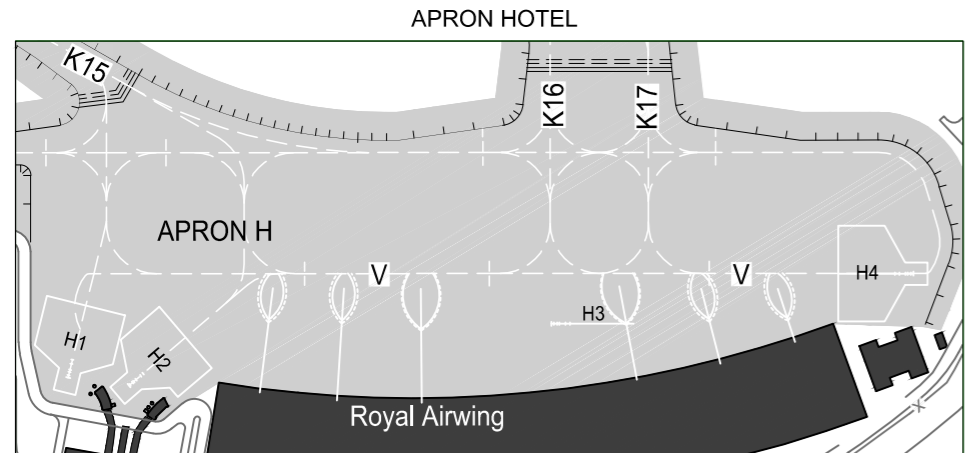 APRON HOTEL
K15
K16
K17
APRON H
V
V
H4
H1
H2
H3
Royal Airwing